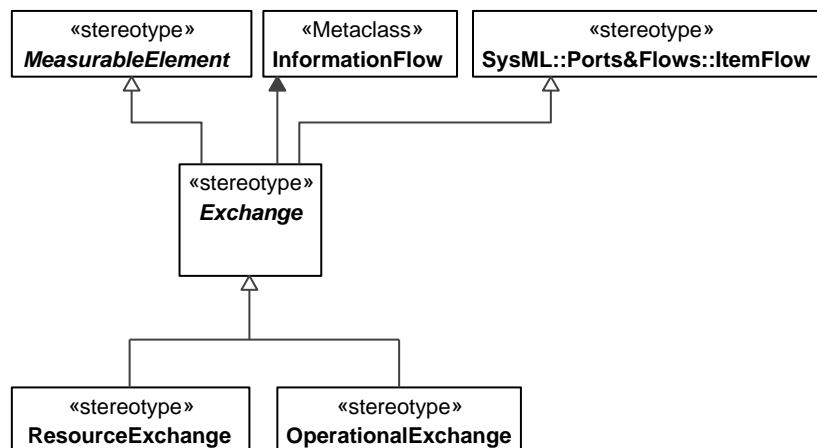 «stereotype»
MeasurableElement
«Metaclass»
InformationFlow
«stereotype»
SysML::Ports&Flows::ItemFlow
«stereotype»
Exchange
«stereotype»
ResourceExchange
«stereotype»
OperationalExchange